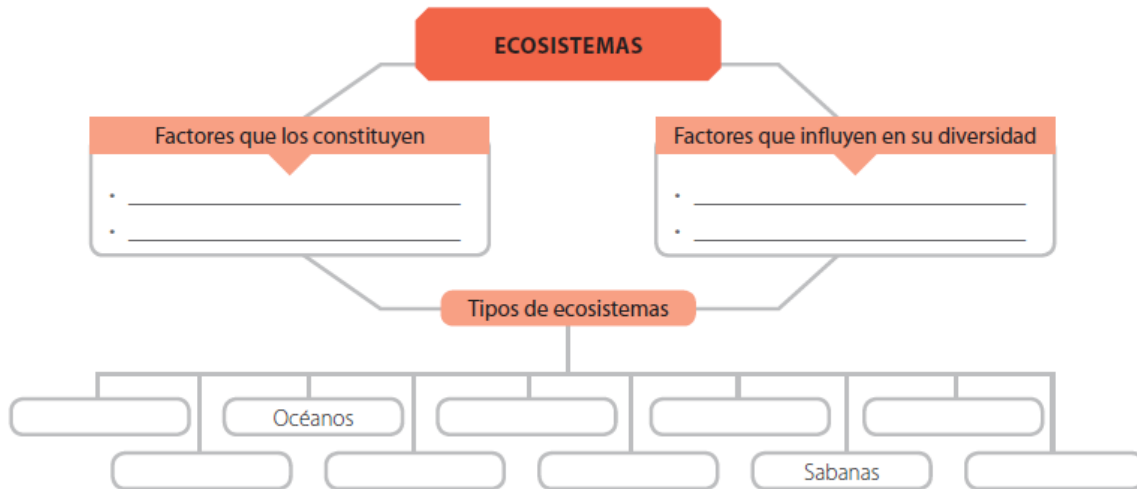 ECOSISTEMAS
Factores que los constituyen
•
•
Factores que influyen en su diversidad
•
•
Tipos de ecosistemas
Océanos
Sabanas